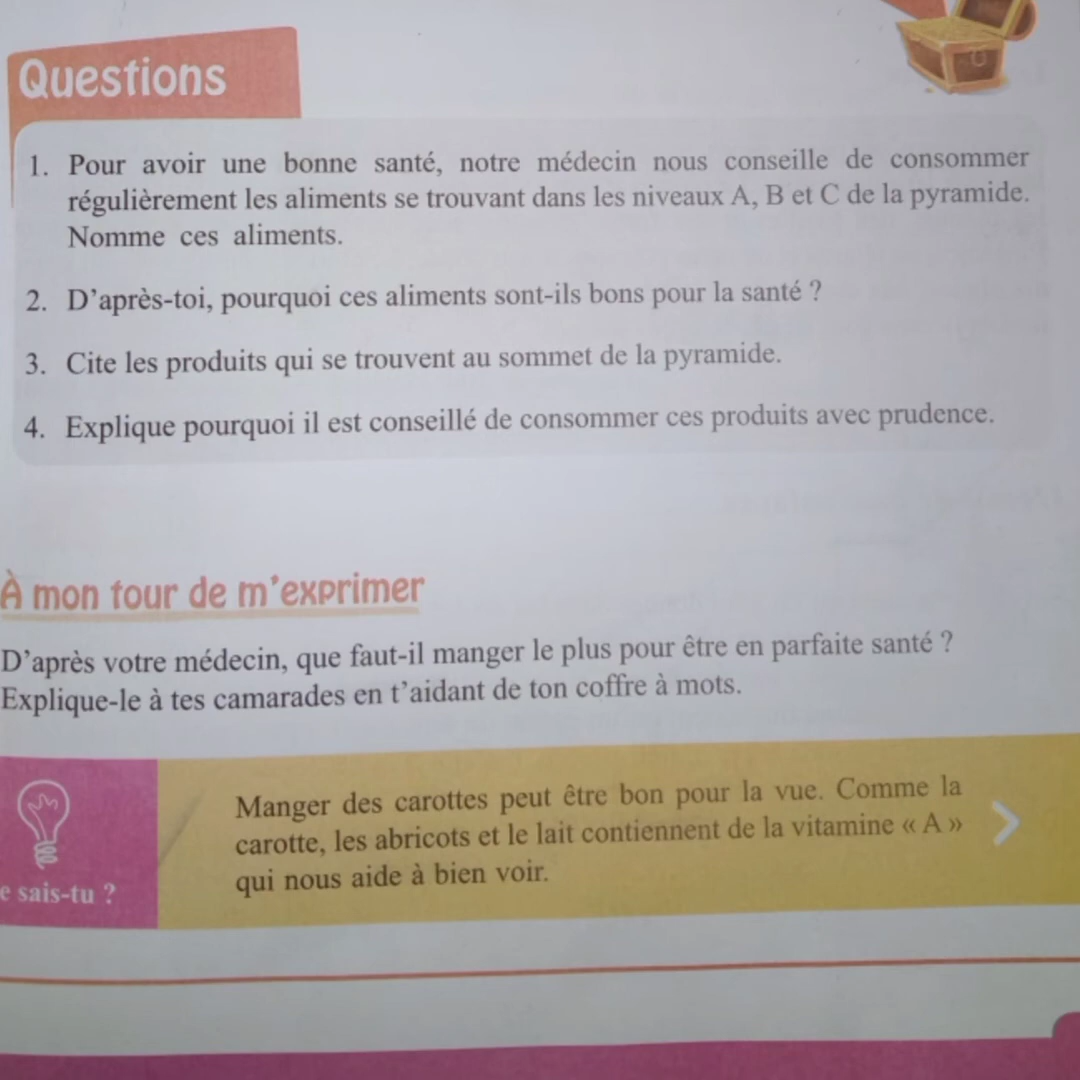 Questions
1. Pour avoir une bonne santé, notre médecin nous conseille de consommer
régulièrement les aliments se trouvant dans les niveaux A, B et C de la pyramide.
Nomme ces aliments.
2. D'après-toi, pourquoi ces aliments sont-ils bons pour la santé ?
3. Cite les produits qui se trouvent au sommet de la pyramide.
4. Explique pourquoi il est conseillé de consommer ces produits avec prudence.
À mon tour de m'exprimer
D'après votre médecin, que faut-il manger le plus pour être en parfaite santé ?
Explique-le à tes camarades en t'aidant de ton coffre à mots.
e sais-tu ?
Manger des carottes peut être bon pour la vue. Comme la
carotte, les abricots et le lait contiennent de la vitamine « A »
qui nous aide à bien voir.